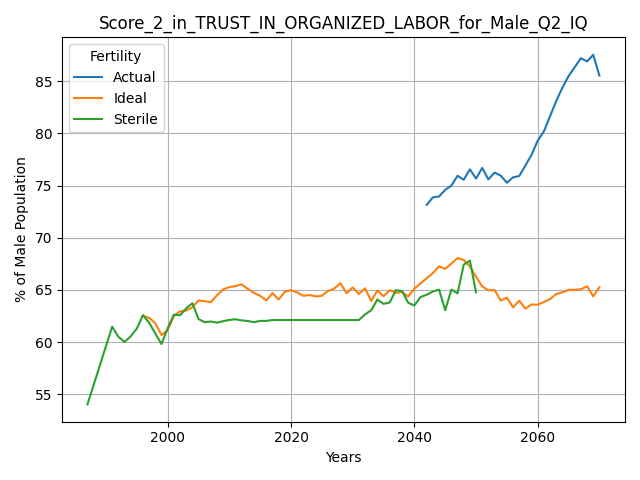 Score_2_in_TRUST_IN_ORGANIZED_LABOR_for_Male_Q2_IQ
Fertility
Actual
Ideal
Sterile
% of Male Population
85
80
75
70
65
60
55
2000
2020
2040
2060
Years